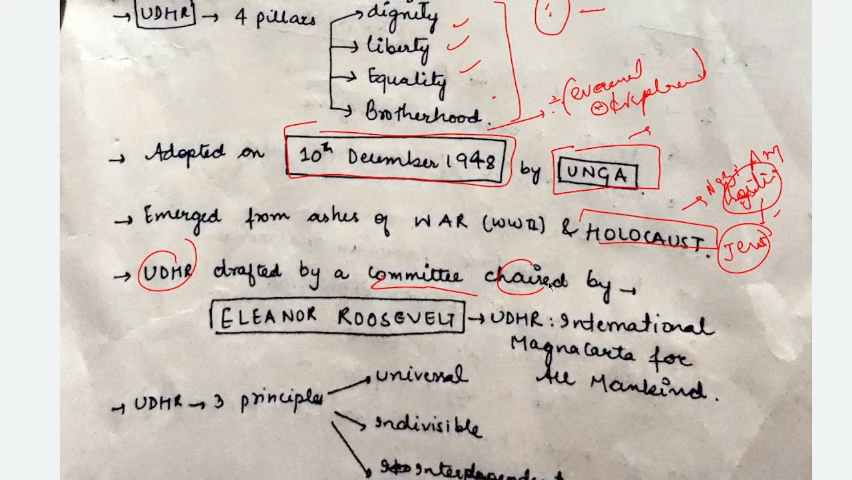 → UDHR → 4 pillars
→ dignity
→ liberty
→ Equality
→ Brotherhood.
→ Adopted on 10th December 1948 by UNGA
→ Emerged from ashes of WAR (WWII) & HOLOCAUST.
Jews
→ UDHR drafted by a committee chaired by →
ELEANOR ROOSEVELT → UDHR : International
Magnacarta for
All Mankind.
→ UDHR → 3 principles
→ universal
→ indivisible
→ Interdependent